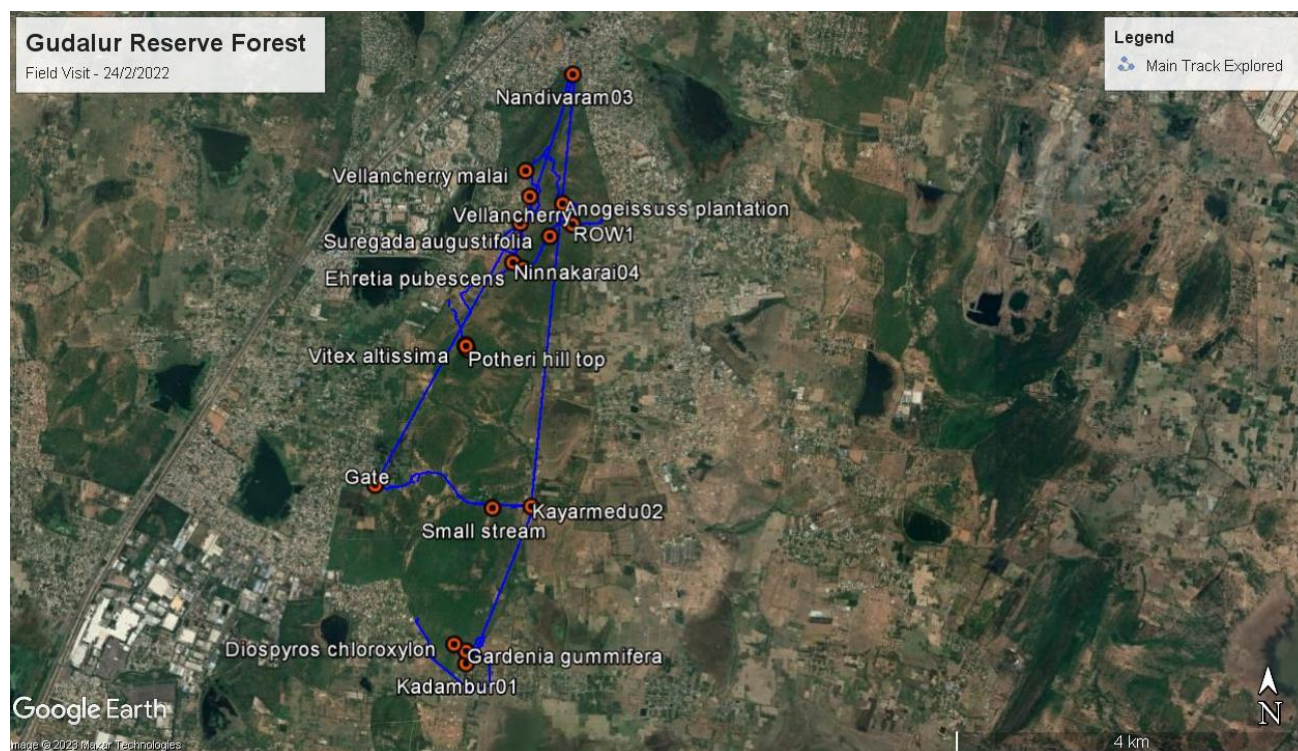 Gudalur Reserve Forest
Field Visit - 24/2/2022
Legend
Main Track Explored
Nandivaram03
Vellancherry malai
Anogeissuss plantation
Vellancherry
ROW1
Suregada augustifolia
Ninnakarai04
Ehretia pubescens
Vitex altissima
Potheri hill top
Gate
Kayarmedu02
Small stream
Diospyros chloroxylon
Gardenia gummifera
Kadambur01
Google Earth
Image © 2023 Maxar Technologies
N
4 km